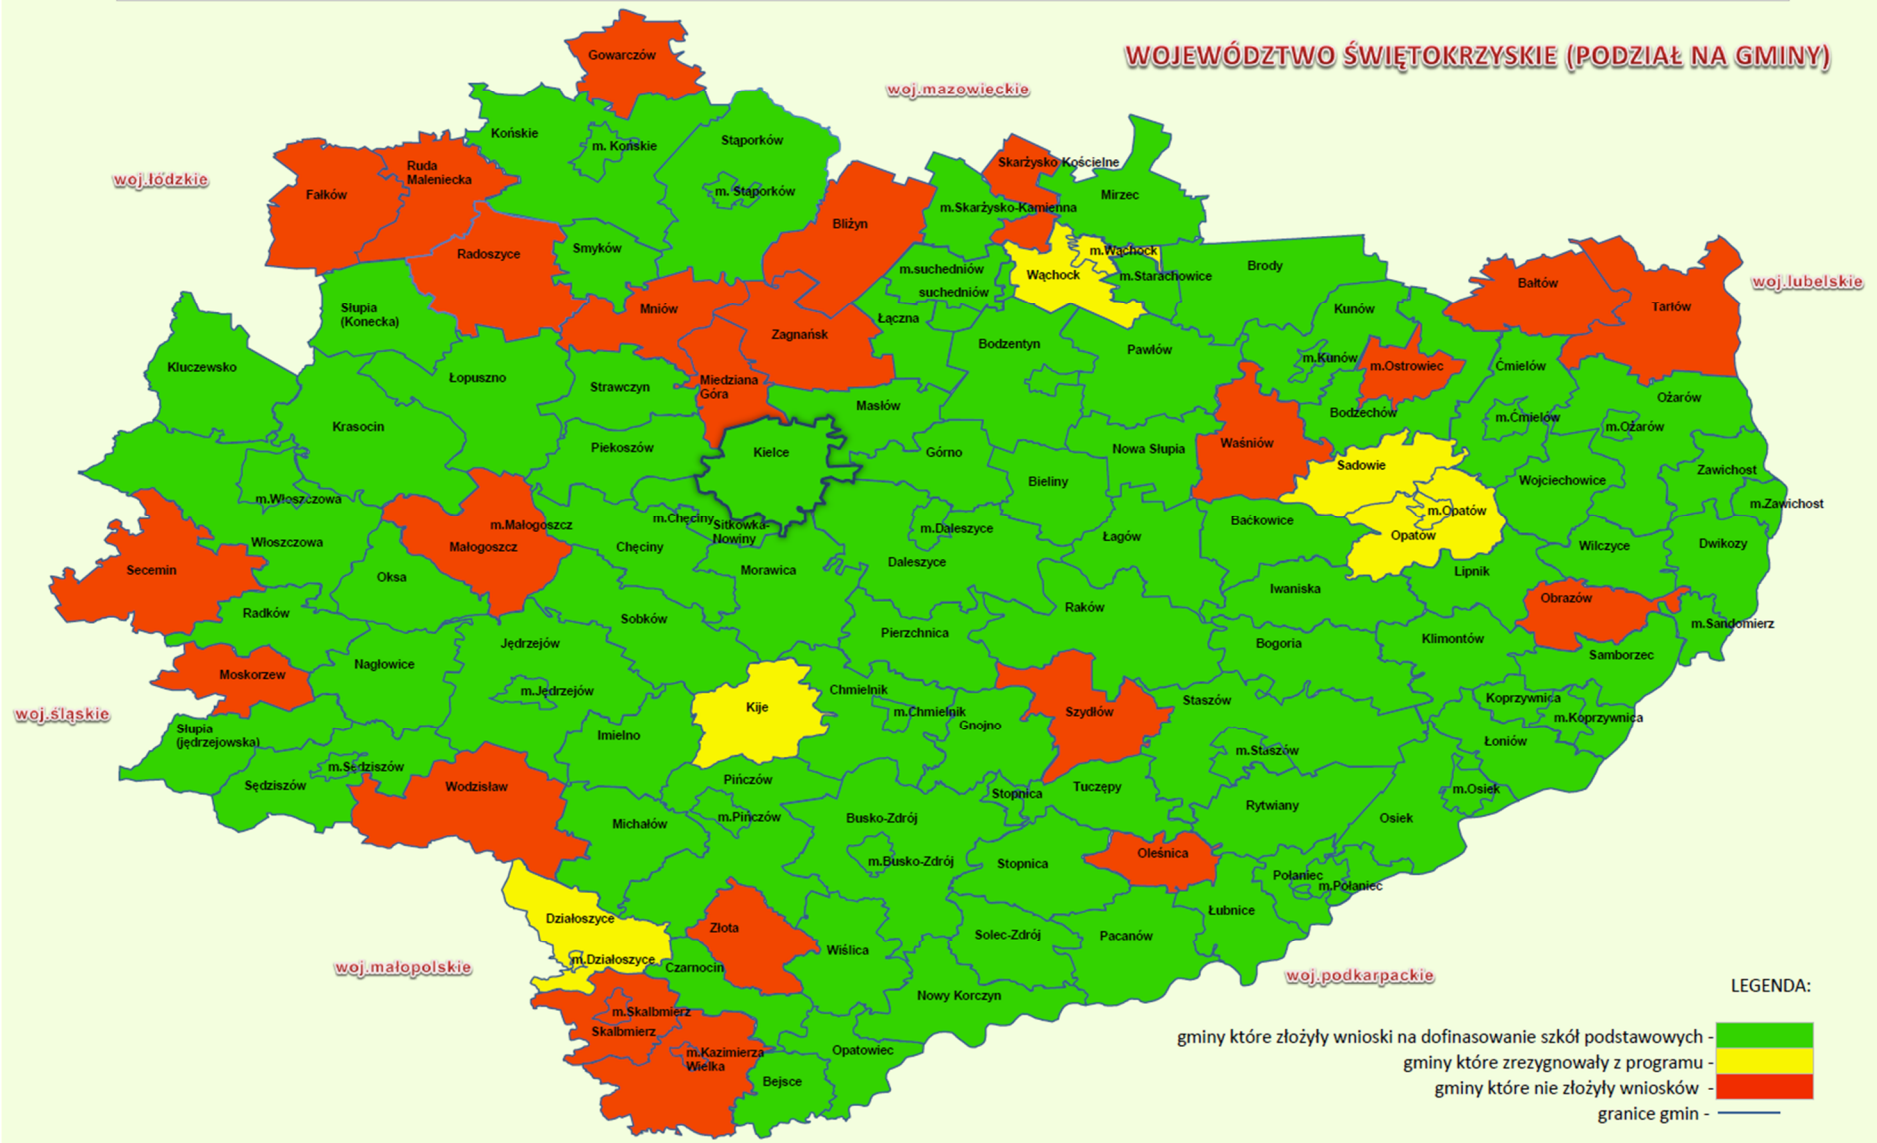 WOJEWÓDZTWO ŚWIĘTOKRZYSKIE (PODZIAŁ NA GMINY)
woj.mazowieckie
woj.łódzkie
woj.lubelskie
woj.śląskie
woj.małopolskie
woj.podkarpackie
Gowarczów
Końskie
m. Końskie
Stąporków
m. Stąporków
Ruda
Maleniecka
Fałków
Radoszyce
Smyków
Bliżyn
Skarżysko Kościelne
m.Skarżysko-Kamienna
Mirzec
m.Wąchock
Wąchock
m.Starachowice
Brody
m.suchedniów
suchedniów
Łączna
Słupia
(Konecka)
Mniów
Zagnańsk
Kluczewsko
Łopuszno
Strawczyn
Miedziana
Góra
Masłów
Bodzentyn
Pawłów
Kunów
m.Kunów
m.Ostrowiec
Bodzechów
Bałtów
Tarłów
Ćmielów
m.Ćmielów
Ożarów
m.Ożarów
Krasocin
Piekoszów
Kielce
Górno
Bieliny
Nowa Słupia
Waśniów
Sadowie
Wojciechowice
Zawichost
m.Zawichost
m.Włoszczowa
Włoszczowa
m.Małogoszcz
Małogoszcz
m.Chęciny
Sitkówka-
Nowiny
Chęciny
m.Daleszyce
Daleszyce
Łagów
Baćkowice
m.Opatów
Opatów
Wilczyce
Dwikozy
Secemin
Oksa
Morawica
Lipnik
Iwaniska
Obrazów
Radków
Sobków
Raków
Pierzchnica
Bogoria
Klimontów
m.Sandomierz
Samborzec
Jędrzejów
m.Jędrzejów
Nagłowice
Moskorzew
Kije
Chmielnik
m.Chmielnik
Gnojno
Szydłów
Staszów
m.Staszów
Koprzywnica
m.Koprzywnica
Łoniów
Słupia
(jędrzejowska)
Imielno
m.Sędziszów
Sędziszów
Wodzisław
Pińczów
m.Pińczów
Michałów
Busko-Zdrój
m.Busko-Zdrój
Stopnica
Tuczępy
Rytwiany
m.Osiek
Osiek
Stopnica
Oleśnica
Połaniec
m.Połaniec
Łubnice
Działoszyce
m.Działoszyce
Złota
Wiślica
Solec-Zdrój
Pacanów
Czarnocin
Nowy Korczyn
m.Skalbmierz
Skalbmierz
m.Kazimierza
Wielka
Opatowiec
Bejsce
LEGENDA:
gminy które złożyły wnioski na dofinasowanie szkół podstawowych -
gminy które zrezygnowały z programu -
gminy które nie złożyły wniosków -
granice gmin -